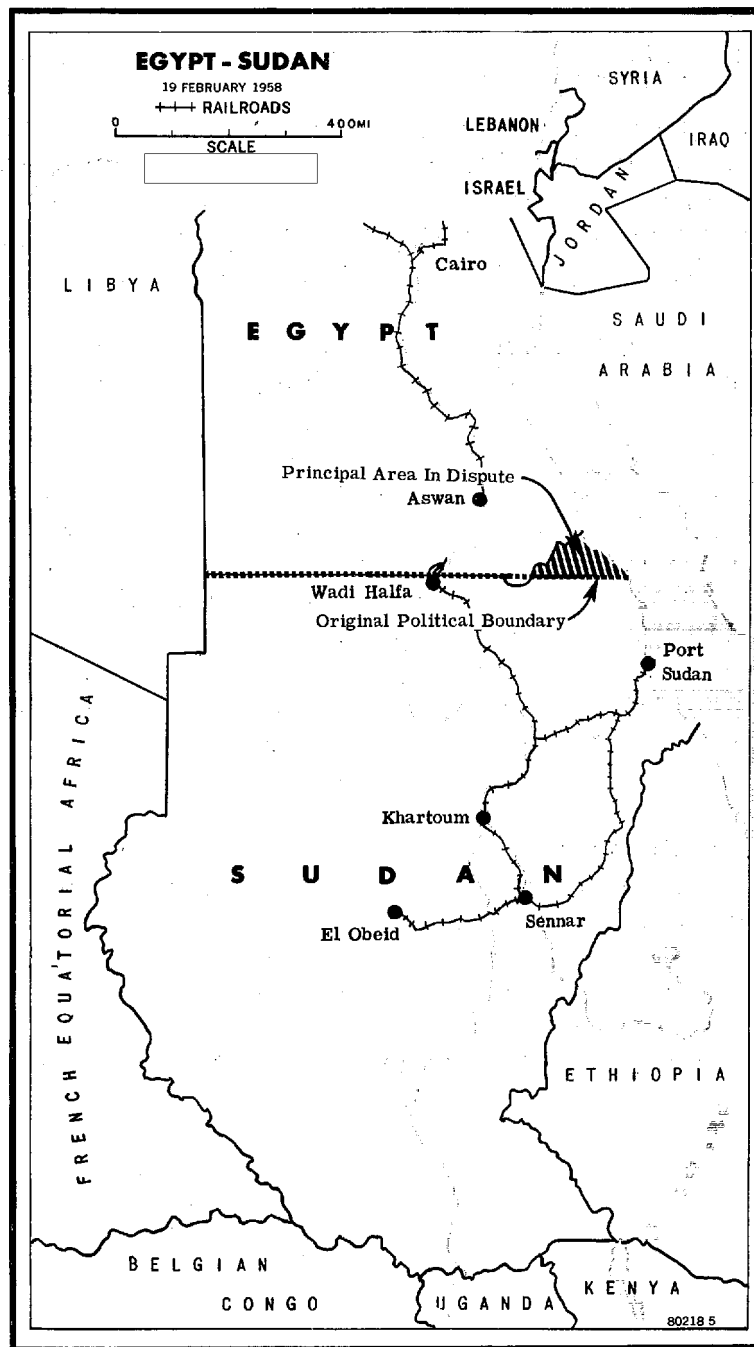 EGYPT - SUDAN
19 FEBRUARY 1958
RAILROADS
0 400MI
SCALE
SYRIA
LEBANON
IRAQ
ISRAEL
JORDAN
Cairo
LIBYA
EGYPT
SAUDI
ARABIA
Principal Area In Dispute
Aswan
Wadi Halfa
Original Political Boundary
Port
Sudan
FRENCH EQUATORIAL AFRICA
Khartoum
SUDAN
El Obeid
Sennar
ETHIOPIA
BELGIAN
CONGO
UGANDA
KENYA
80218 5